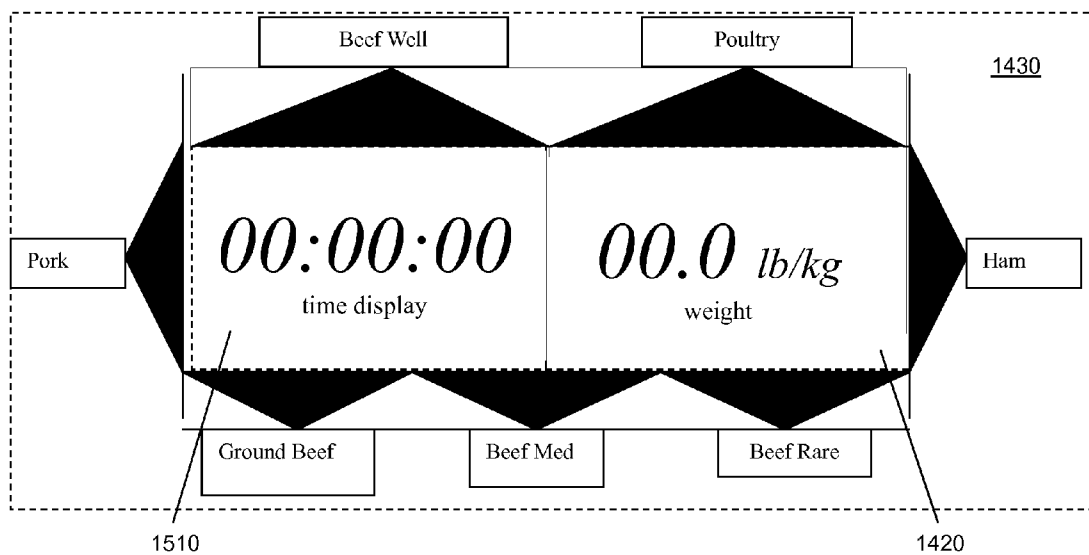 Beef Well
Poultry
1430
00:00:00
time display
00.0 lb/kg
weight
Pork
Ham
Ground Beef
Beef Med
Beef Rare
1510
1420